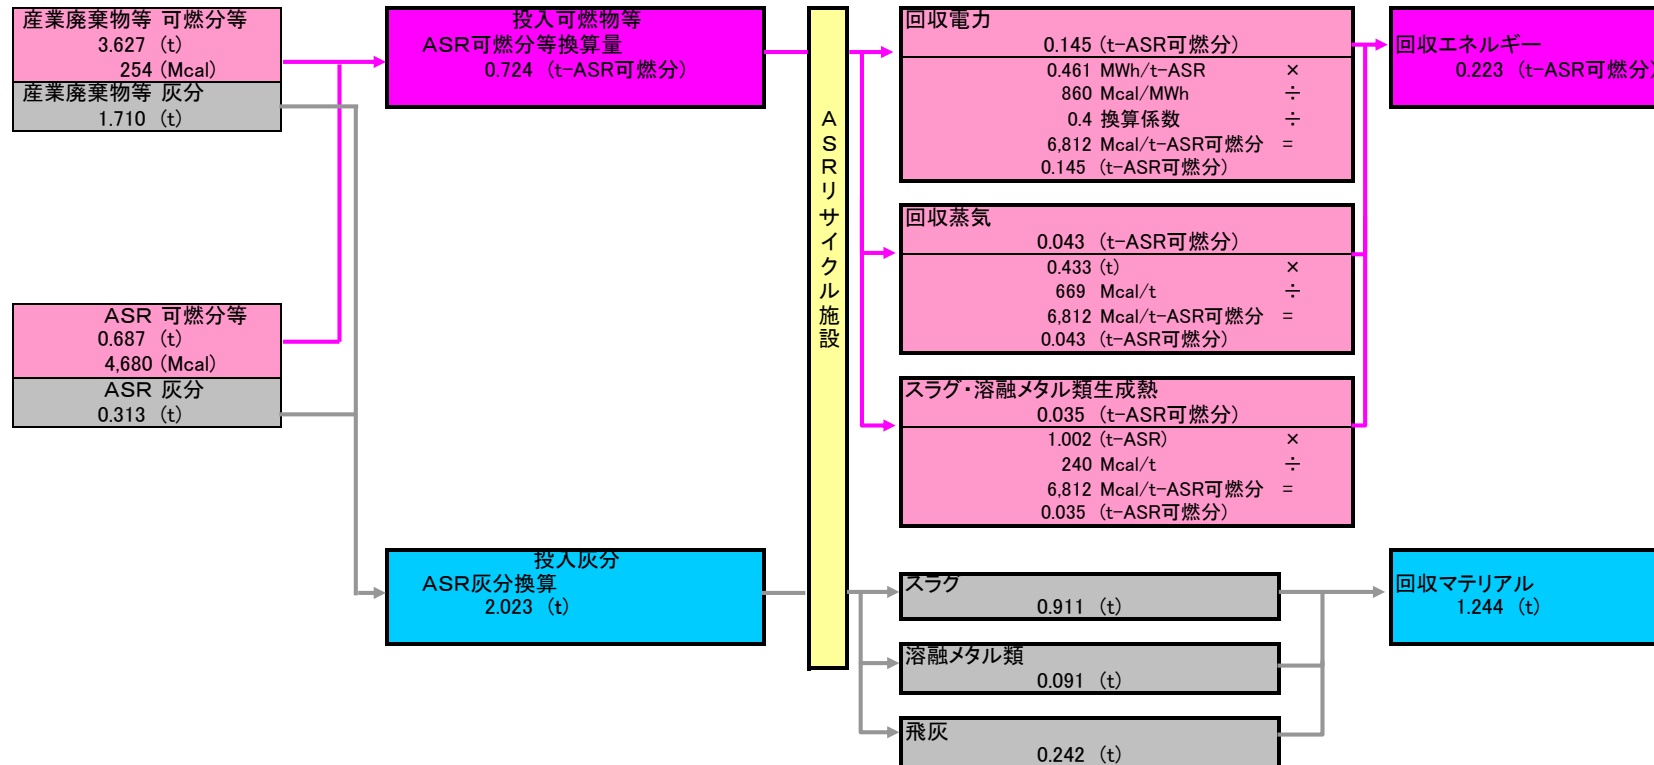 産業廃棄物等 可燃分等
3.627 (t)
254 (Mcal)
産業廃棄物等 灰分
1.710 (t)
ASR 可燃分等
0.687 (t)
4,680 (Mcal)
ASR 灰分
0.313 (t)
投入可燃物等
ASR可燃分等換算量
0.724 (t-ASR可燃分)
投入灰分
ASR灰分換算
2.023 (t)
ASRリサイクル施設
回収電力
0.145 (t-ASR可燃分)
0.461 MWh/t-ASR ×
860 Mcal/MWh ÷
0.4 換算係数 ÷
6,812 Mcal/t-ASR可燃分 =
0.145 (t-ASR可燃分)
回収蒸気
0.043 (t-ASR可燃分)
0.433 (t) ×
669 Mcal/t ÷
6,812 Mcal/t-ASR可燃分 =
0.043 (t-ASR可燃分)
スラグ・溶融メタル類生成熱
0.035 (t-ASR可燃分)
1.002 (t-ASR) ×
240 Mcal/t ÷
6,812 Mcal/t-ASR可燃分 =
0.035 (t-ASR可燃分)
スラグ
0.911 (t)
溶融メタル類
0.091 (t)
飛灰
0.242 (t)
回収エネルギー
0.223 (t-ASR可燃分)
回収マテリアル
1.244 (t)